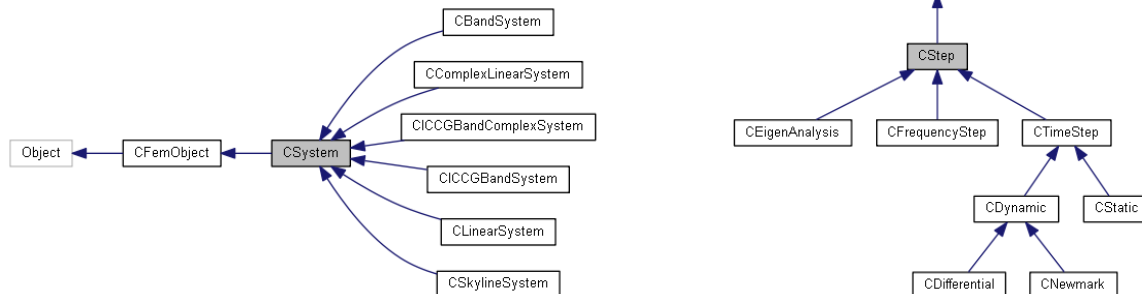 CBandSystem
CComplexLinearSystem
CICCGBandComplexSystem
Object
CFemObject
CSystem
CICCGBandSystem
CLinearSystem
CSkylineSystem
CStep
CEigenAnalysis
CFrequencyStep
CTimeStep
CDynamic
CStatic
CDifferential
CNewmark